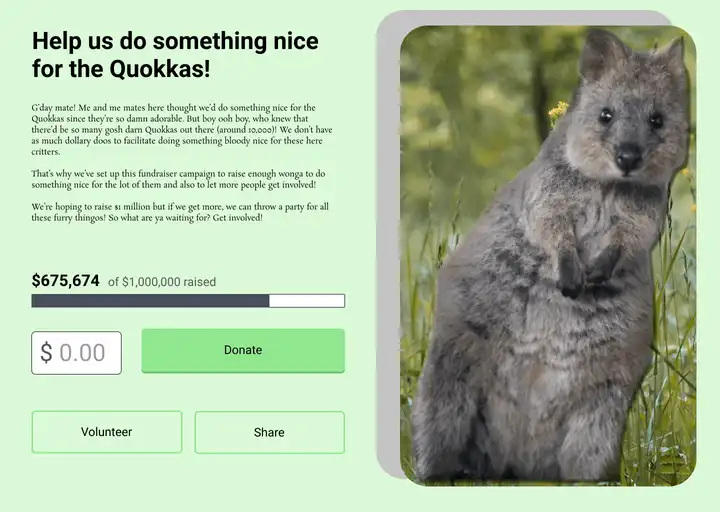 Help us do something nice
for the Quokkas!
G'day mate! Me and me mates here thought we'd do something nice for the
Quokkas since they're so damn adorable. But boy ooh boy, who knew that
there'd be so many gosh darn Quokkas out there (around 10,000)! We don't have
as much dollary doos to facilitate doing something bloody nice for these here
critters.
That's why we've set up this fundraiser campaign to raise enough wonga to do
something nice for the lot of them and also to let more people get involved!
We're hoping to raise $1 million but if we get more, we can throw a party for all
these furry thingos! So what are ya waiting for? Get involved!
$675,674 of $1,000,000 raised
$ 0.00
Donate
Volunteer
Share